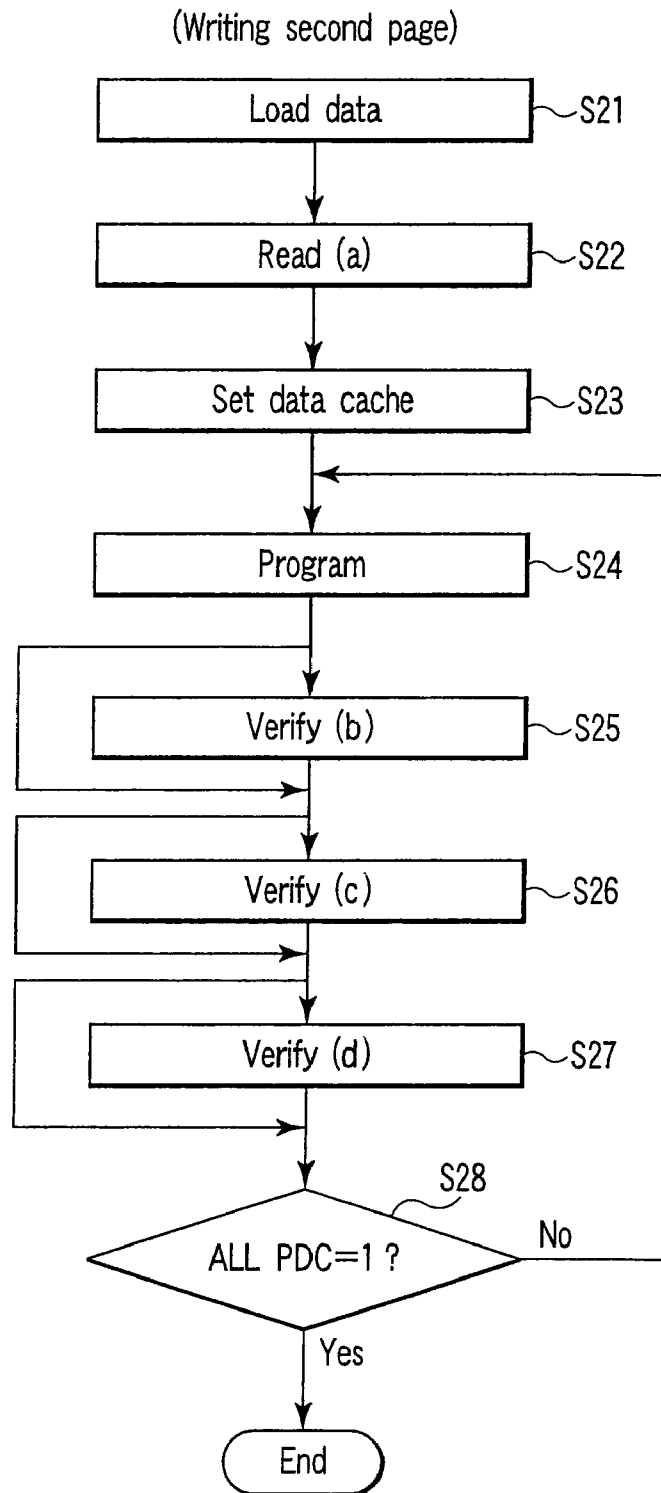 (Writing second page)
Load data
S21
Read (a)
S22
Set data cache
S23
Program
S24
Verify (b)
S25
Verify (c)
S26
Verify (d)
S27
S28
ALL PDC=1 ?
No
Yes
End